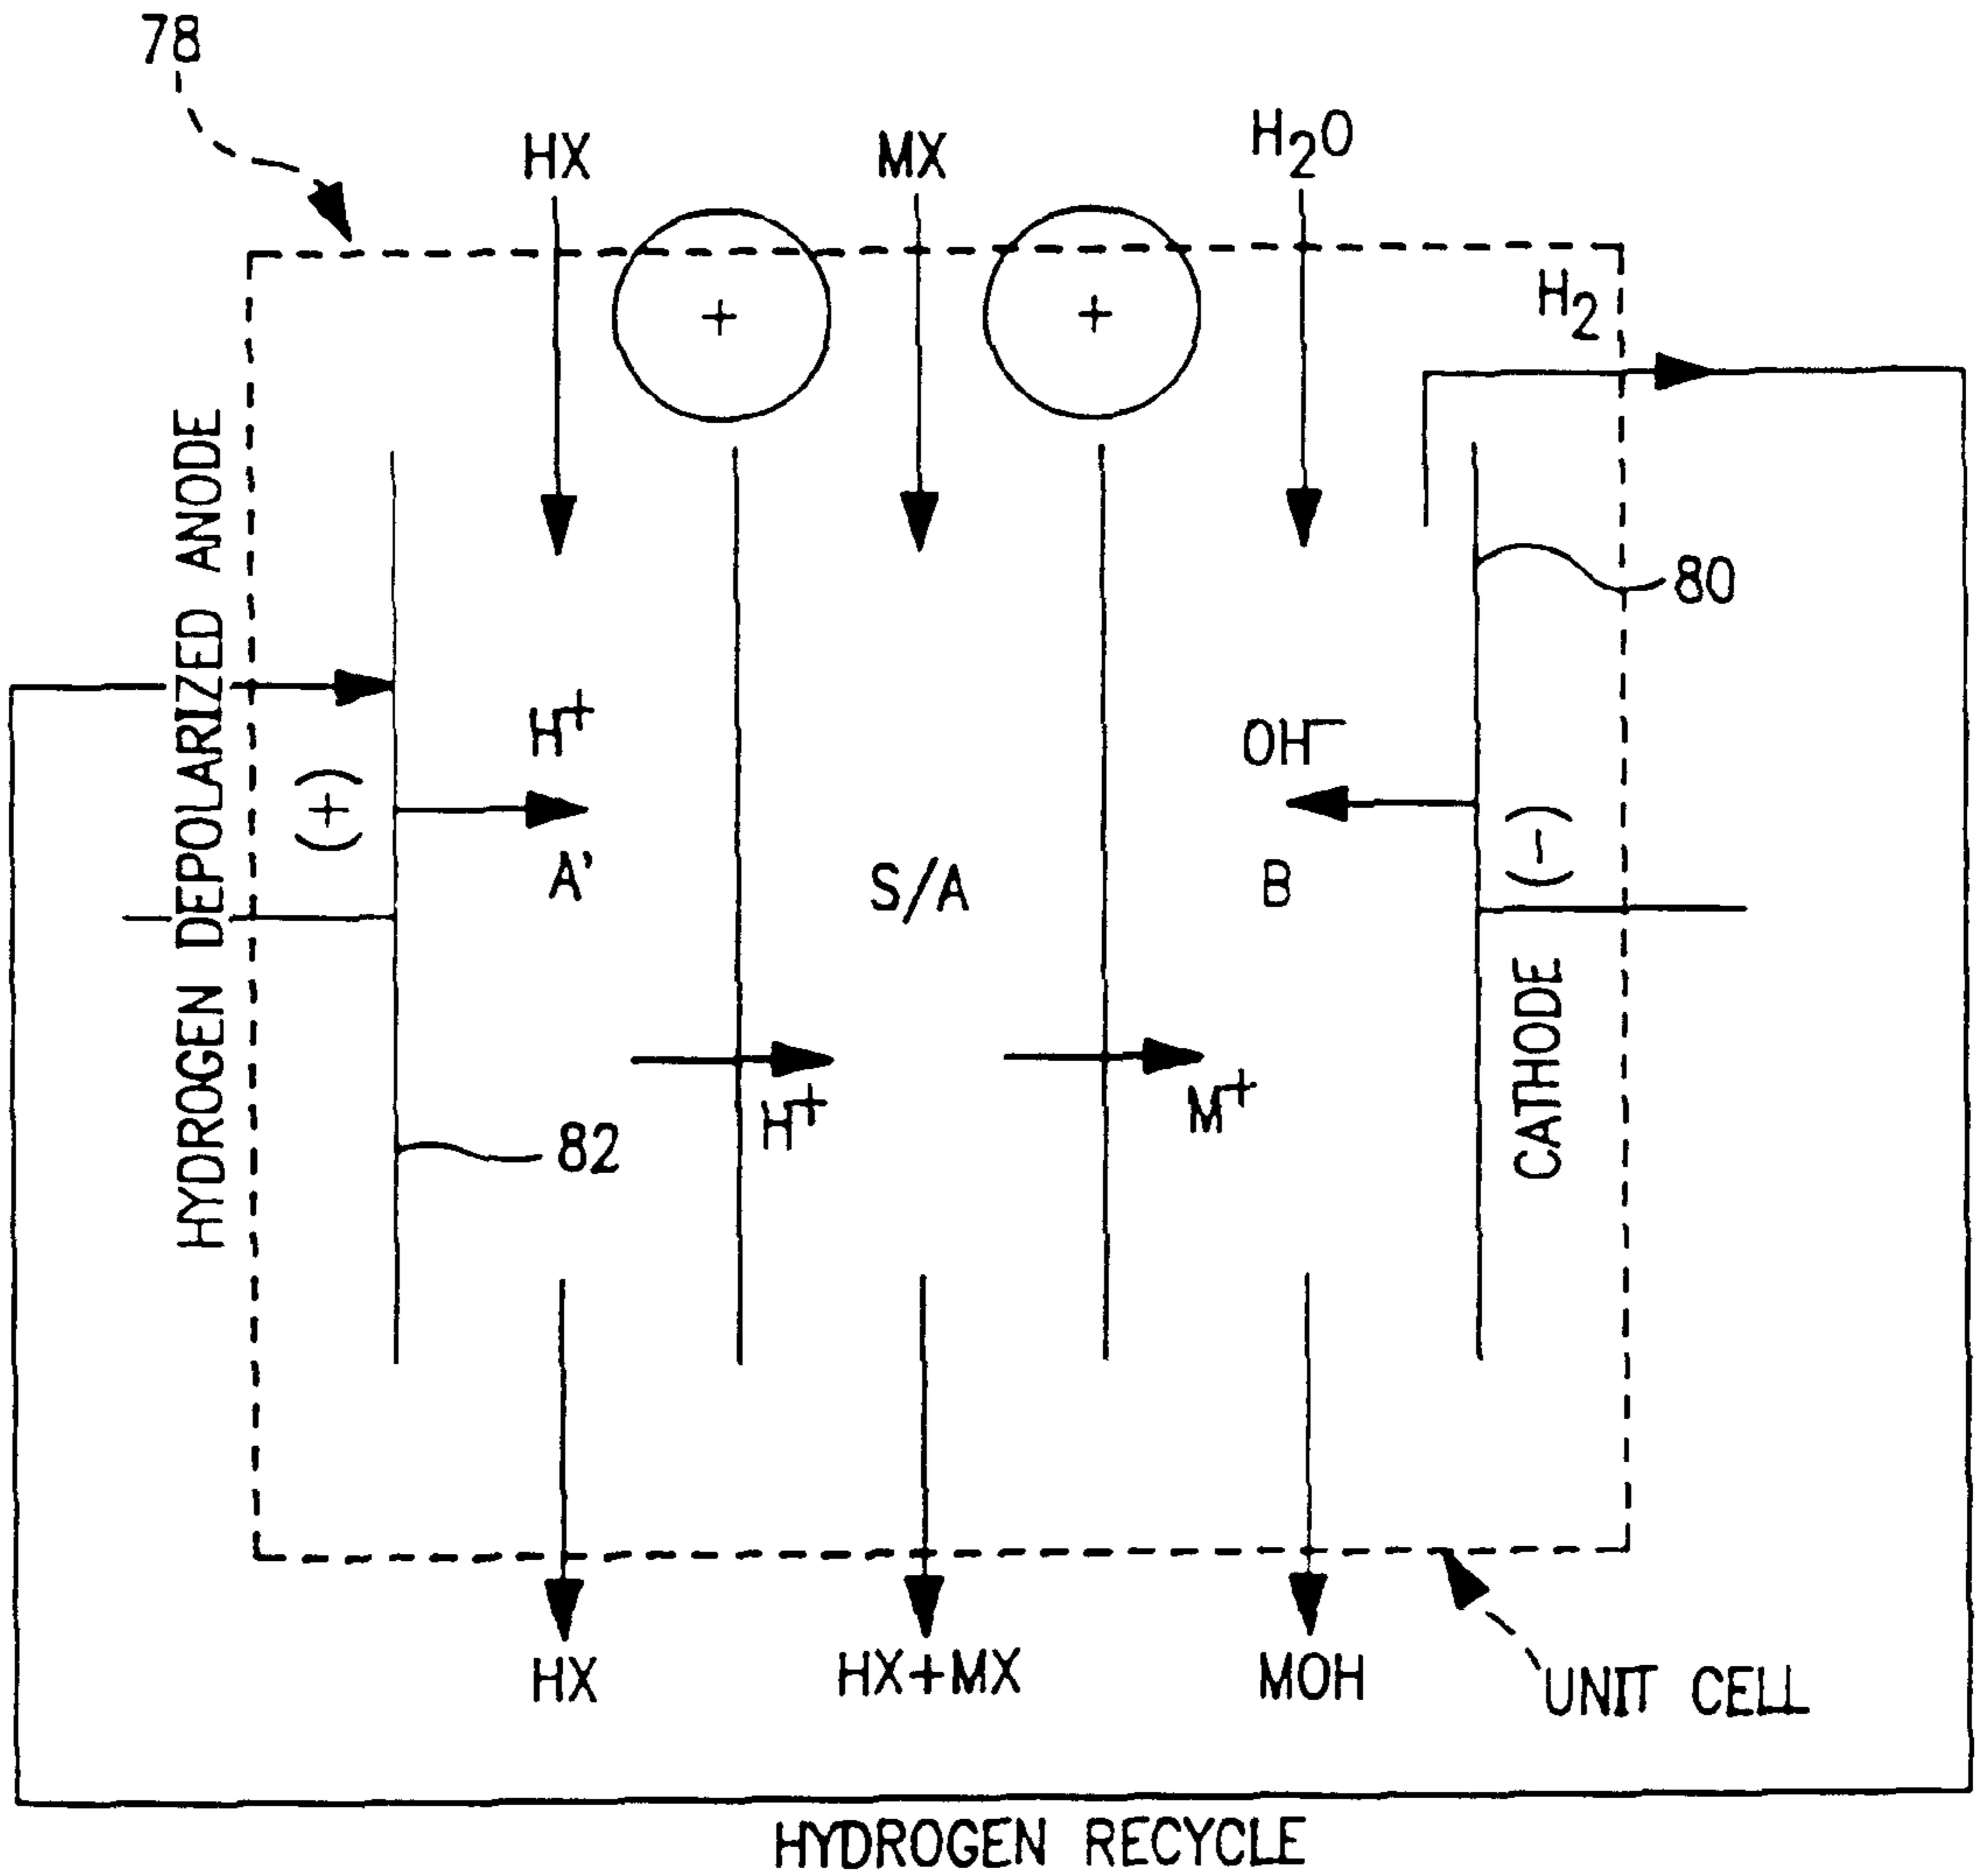 78
HX
MX
H₂O
+
+
H₂
HYDROGEN DEPOLARIZED ANODE
80
H⁺
OH⁻
(+)
(-)
A'
S/A
B
CATHODE
H⁺
M⁺
82
HX
HX+MX
MOH
UNIT CELL
HYDROGEN RECYCLE